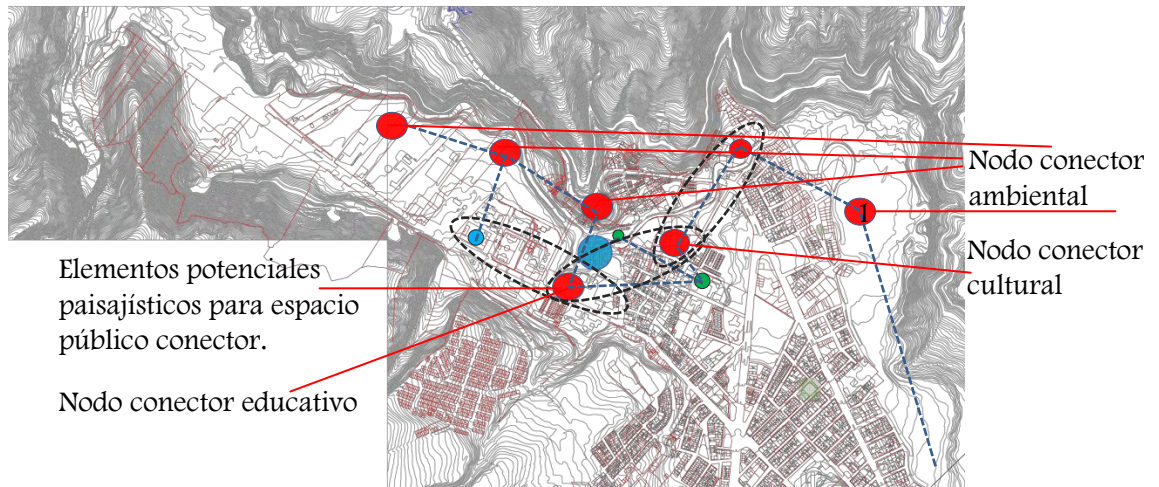 Nodo conector
ambiental
1
Nodo conector
cultural
Elementos potenciales
paisajísticos para espacio
público conector.
Nodo conector educativo